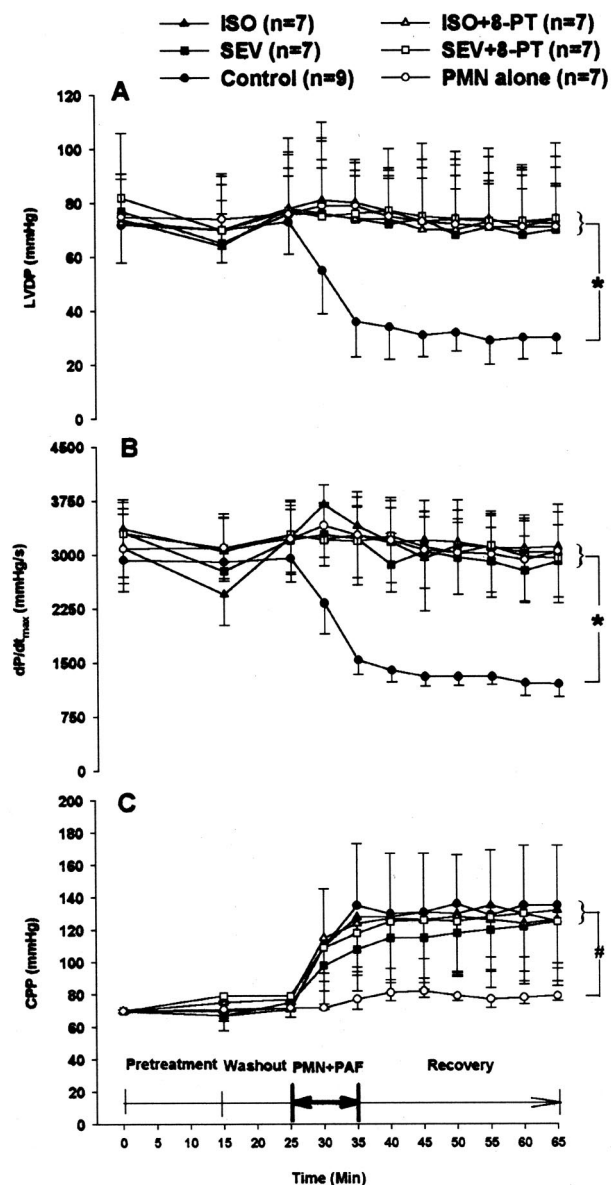 ISO (n=7)
ISO+8-PT (n=7)
SEV (n=7)
SEV+8-PT (n=7)
Control (n=9)
PMN alone (n=7)
A
LVDP (mmHg)
120
100
80
60
40
20
0
*
B
dP/dtmax (mmHg/s)
4500
3750
3000
2250
1500
750
0
*
C
CPP (mmHg)
200
180
160
140
120
100
80
60
40
20
0
#
Pretreatment
Washout
PMN+PAF
Recovery
0 5 10 15 20 25 30 35 40 45 50 55 60 65
Time (Min)